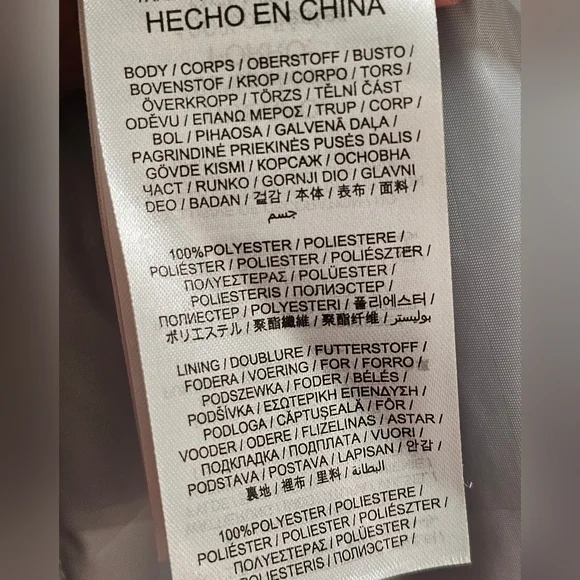 HECHO EN CHINA
BODY / CORPS / OBERSTOFF / BUSTO /
BOVENSTOF / KROP / CORPO / TORS /
ÖVERKROPP / TÖRZS / TĚLNÍ ČÁST
ODĚVU / ΕΠΑΝΩ ΜΕΡΟΣ / TRUP / CORP /
BOL / PIHAOSA / GALVENĀ DAĻA /
PAGRINDINĖ PRIEKINĖS PUSĖS DALIS /
GÖVDE KISMI / КОРСАЖ / ОСНОВНА
ЧАСТ / RUNKO / GORNJI DIO / GLAVNI
DEO / BADAN / 겉감 / 本体 / 表布 / 面料 /
جسم
100%POLYESTER / POLIESTERE /
POLIÉSTER / POLIESTER / POLIÉSZTER /
ΠΟΛΥΕΣΤΕΡΑΣ / POLÜESTER /
POLIESTERIS / ПОЛИЭСТЕР /
ПОЛИЕСТЕР / POLYESTERI / 폴리에스터 /
ポリエステル / 聚酯纖維 / 聚酯纤维 / بوليستر
LINING / DOUBLURE / FUTTERSTOFF /
FODERA / VOERING / FOR / FORRO /
PODSZEWKA / FODER / BÉLÉS /
PODŠÍVKA / ΕΣΩΤΕΡΙΚΗ ΕΠΕΝΔΥΣΗ /
PODLOGA / CĂPTUȘEALĂ / FÔR /
VOODER / ODERE / FLIZELINAS / ASTAR /
ПОДКЛАДКА / ПОДПЛАТА / VUORI /
PODSTAVA / POSTAVA / LAPISAN / 안감 /
裏地 / 裡布 / 里料 / البطانة
100%POLYESTER / POLIESTERE /
POLIÉSTER / POLIESTER / POLIÉSZTER /
ΠΟΛΥΕΣΤΕΡΑΣ / POLÜESTER /
POLIESTERIS / ПОЛИЭСТЕР /